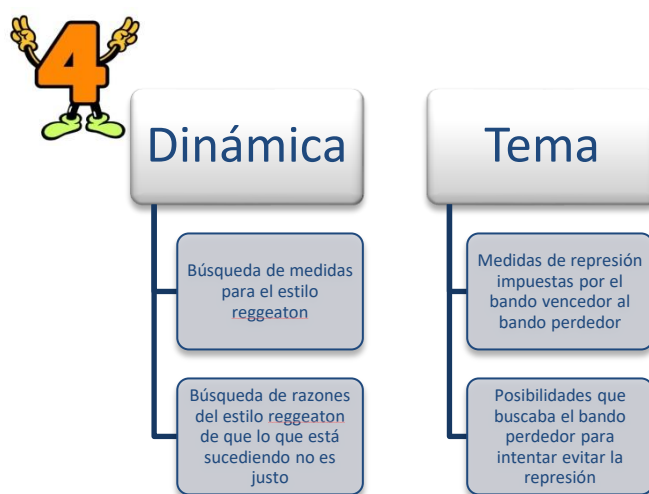 4
Dinámica
Búsqueda de medidas
para el estilo
reggeaton
Búsqueda de razones
del estilo reggeaton
de que lo que está
sucediendo no es
justo
Tema
Medidas de represión
impuestas por el
bando vencedor al
bando perdedor
Posibilidades que
buscaba el bando
perdedor para
intentar evitar la
represión